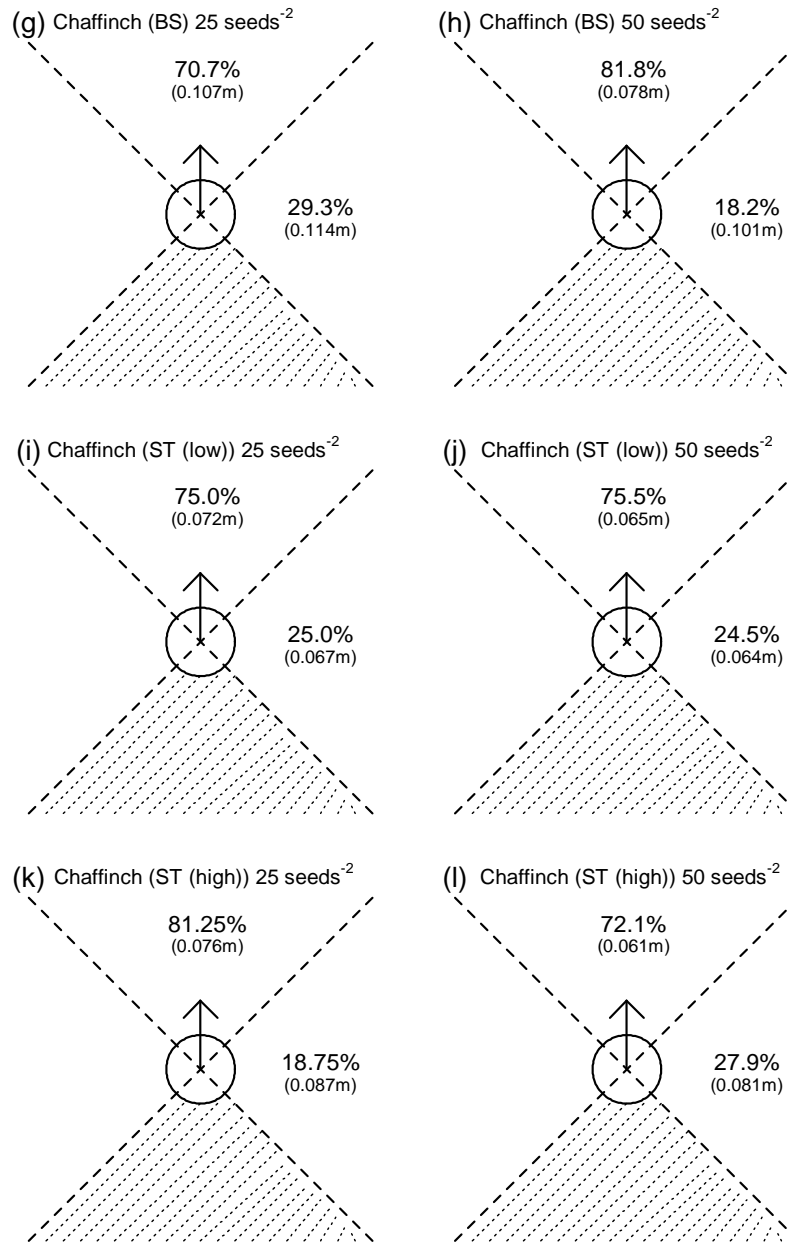 (g) Chaffinch (BS) 25 seeds⁻²
70.7%
(0.107m)
29.3%
(0.114m)
(h) Chaffinch (BS) 50 seeds⁻²
81.8%
(0.078m)
18.2%
(0.101m)
(i) Chaffinch (ST (low)) 25 seeds⁻²
75.0%
(0.072m)
25.0%
(0.067m)
(j) Chaffinch (ST (low)) 50 seeds⁻²
75.5%
(0.065m)
24.5%
(0.064m)
(k) Chaffinch (ST (high)) 25 seeds⁻²
81.25%
(0.076m)
18.75%
(0.087m)
(l) Chaffinch (ST (high)) 50 seeds⁻²
72.1%
(0.061m)
27.9%
(0.081m)